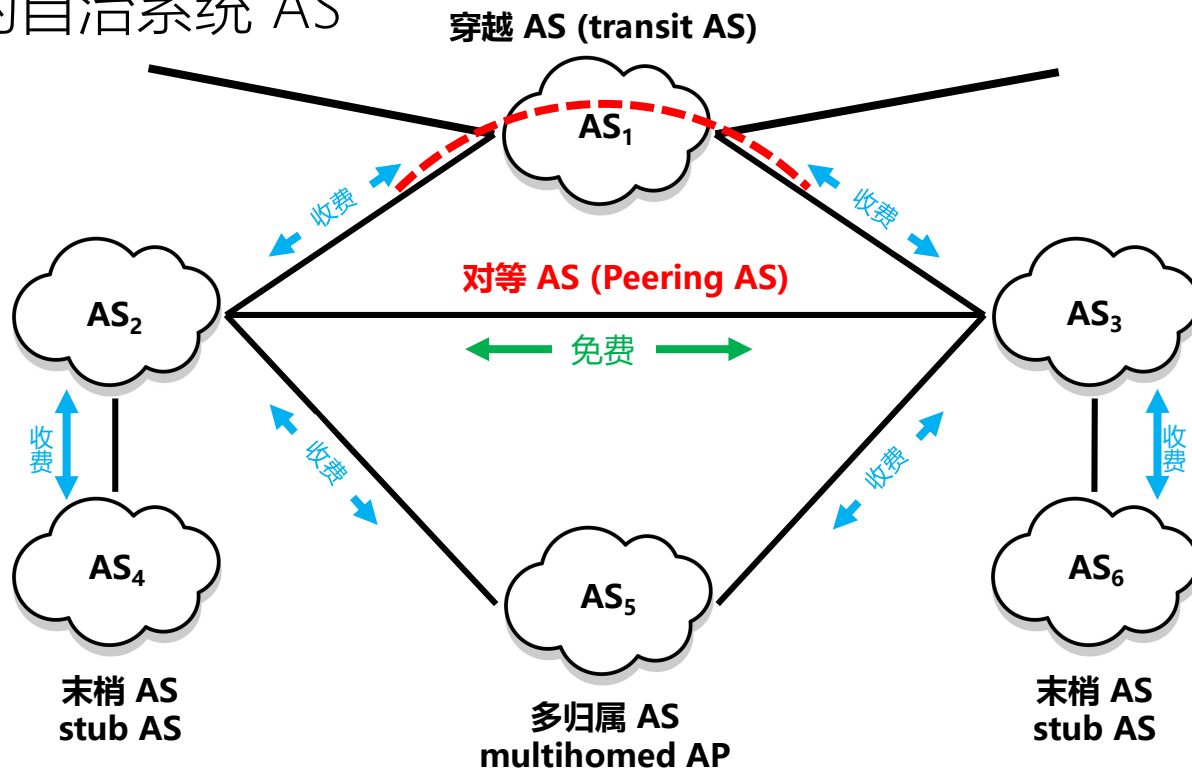 的自治系统 AS
穿越 AS (transit AS)
AS1
收费
收费
对等 AS (Peering AS)
AS2
AS3
免费
收费
收费
收费
收费
AS4
AS5
AS6
末梢 AS
stub AS
多归属 AS
multihomed AP
末梢 AS
stub AS